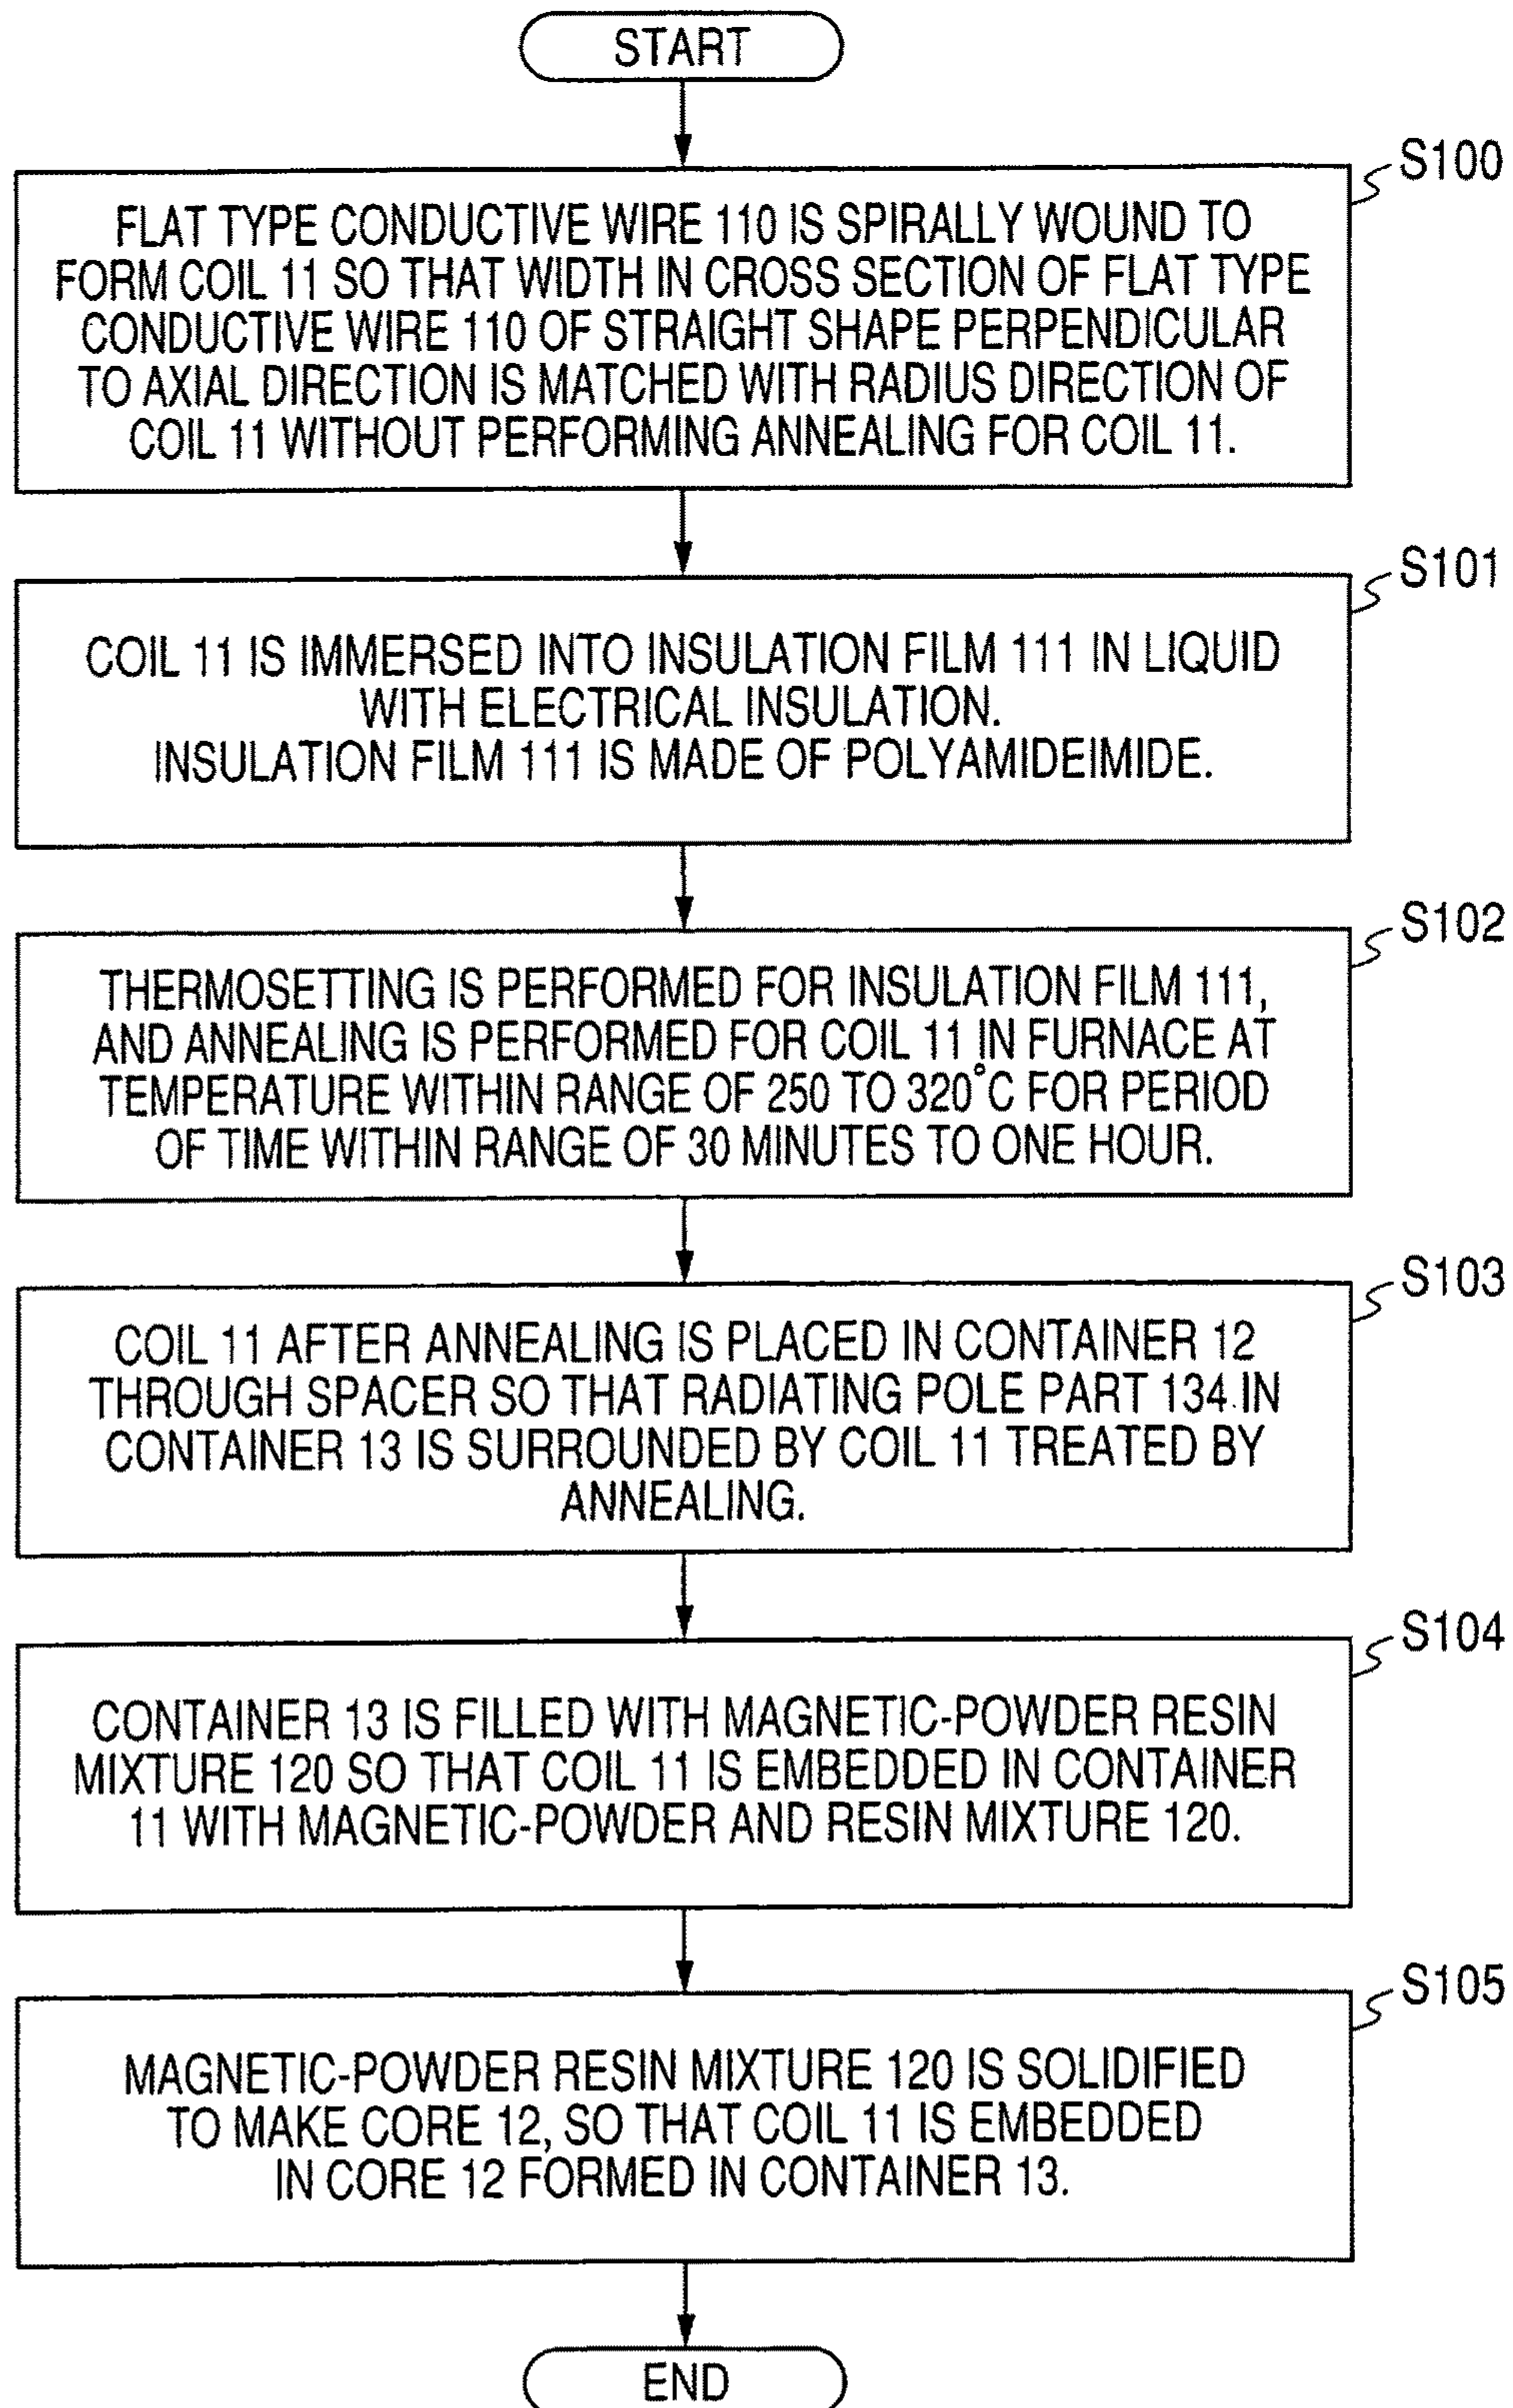 START
S100
FLAT TYPE CONDUCTIVE WIRE 110 IS SPIRALLY WOUND TO
FORM COIL 11 SO THAT WIDTH IN CROSS SECTION OF FLAT TYPE
CONDUCTIVE WIRE 110 OF STRAIGHT SHAPE PERPENDICULAR
TO AXIAL DIRECTION IS MATCHED WITH RADIUS DIRECTION OF
COIL 11 WITHOUT PERFORMING ANNEALING FOR COIL 11.
S101
COIL 11 IS IMMERSED INTO INSULATION FILM 111 IN LIQUID
WITH ELECTRICAL INSULATION.
INSULATION FILM 111 IS MADE OF POLYAMIDEIMIDE.
S102
THERMOSETTING IS PERFORMED FOR INSULATION FILM 111,
AND ANNEALING IS PERFORMED FOR COIL 11 IN FURNACE AT
TEMPERATURE WITHIN RANGE OF 250 TO 320°C FOR PERIOD
OF TIME WITHIN RANGE OF 30 MINUTES TO ONE HOUR.
S103
COIL 11 AFTER ANNEALING IS PLACED IN CONTAINER 12
THROUGH SPACER SO THAT RADIATING POLE PART 134 IN
CONTAINER 13 IS SURROUNDED BY COIL 11 TREATED BY
ANNEALING.
S104
CONTAINER 13 IS FILLED WITH MAGNETIC-POWDER RESIN
MIXTURE 120 SO THAT COIL 11 IS EMBEDDED IN CONTAINER
11 WITH MAGNETIC-POWDER AND RESIN MIXTURE 120.
S105
MAGNETIC-POWDER RESIN MIXTURE 120 IS SOLIDIFIED
TO MAKE CORE 12, SO THAT COIL 11 IS EMBEDDED
IN CORE 12 FORMED IN CONTAINER 13.
END